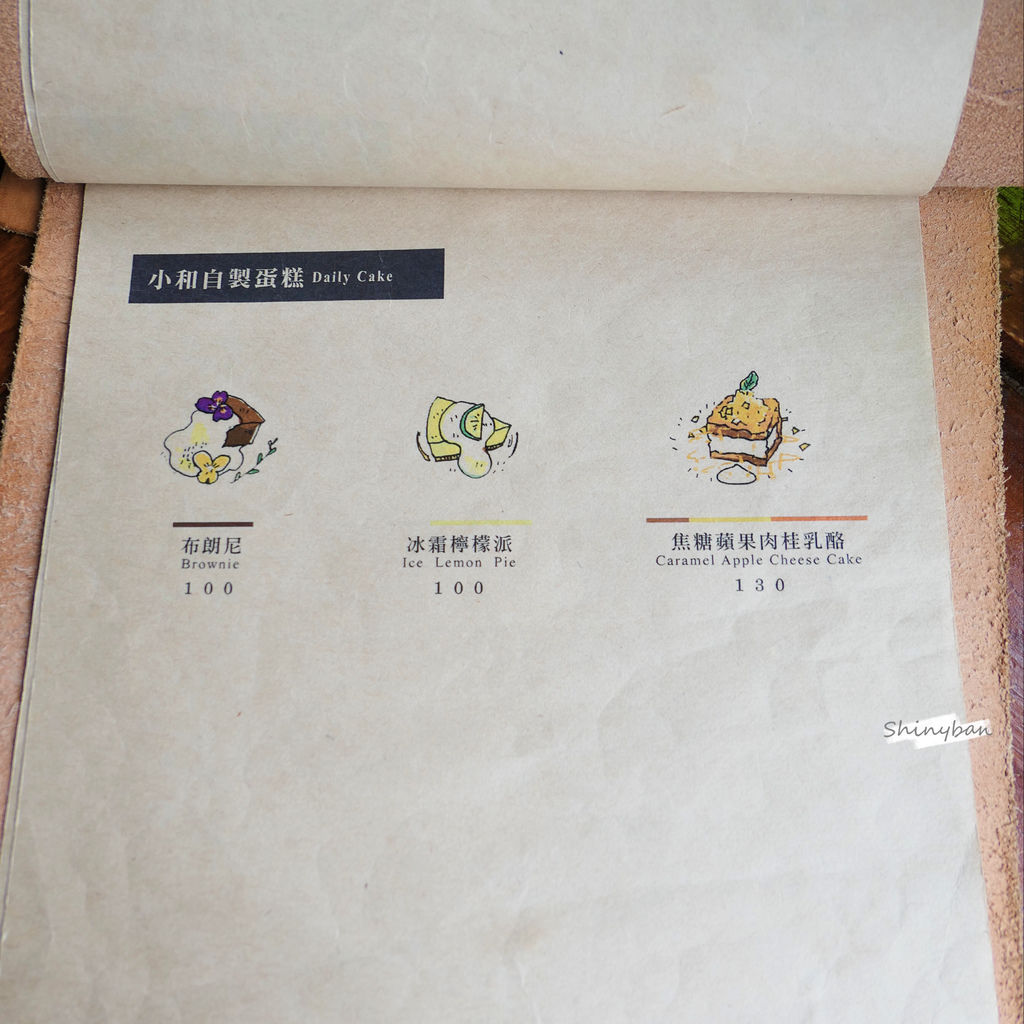 小和自製蛋糕 Daily Cake
布朗尼
Brownie
100
冰霜檸檬派
Ice Lemon Pie
100
焦糖蘋果肉桂乳酪
Caramel Apple Cheese Cake
130
Shinyban